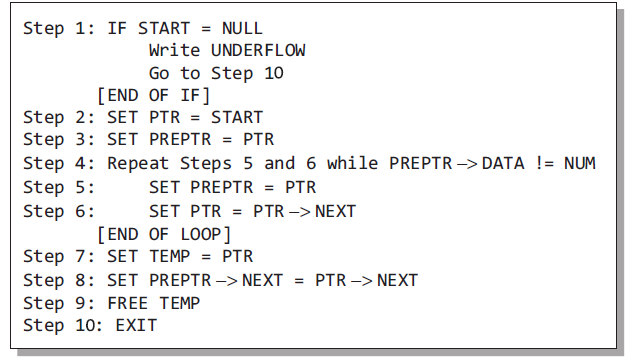 Step 1: IF START = NULL
Write UNDERFLOW
Go to Step 10
[END OF IF]
Step 2: SET PTR = START
Step 3: SET PREPTR = PTR
Step 4: Repeat Steps 5 and 6 while PREPTR –> DATA != NUM
Step 5: SET PREPTR = PTR
Step 6: SET PTR = PTR –> NEXT
[END OF LOOP]
Step 7: SET TEMP = PTR
Step 8: SET PREPTR –> NEXT = PTR –> NEXT
Step 9: FREE TEMP
Step 10: EXIT